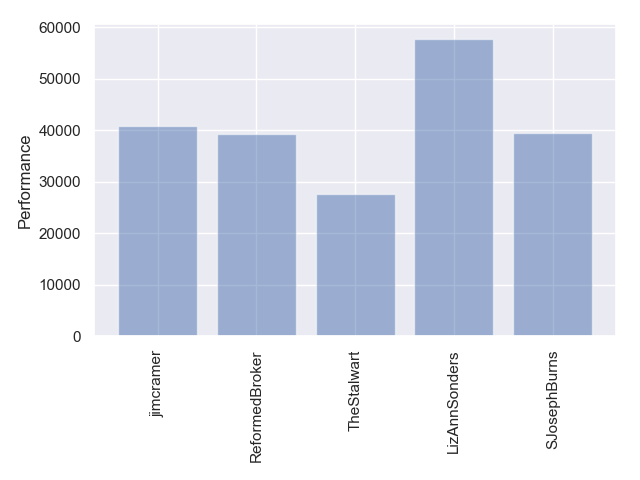 60000
50000
40000
30000
20000
10000
0
Performance
jimcramer
ReformedBroker
TheStalwart
LizAnnSonders
SJosephBurns